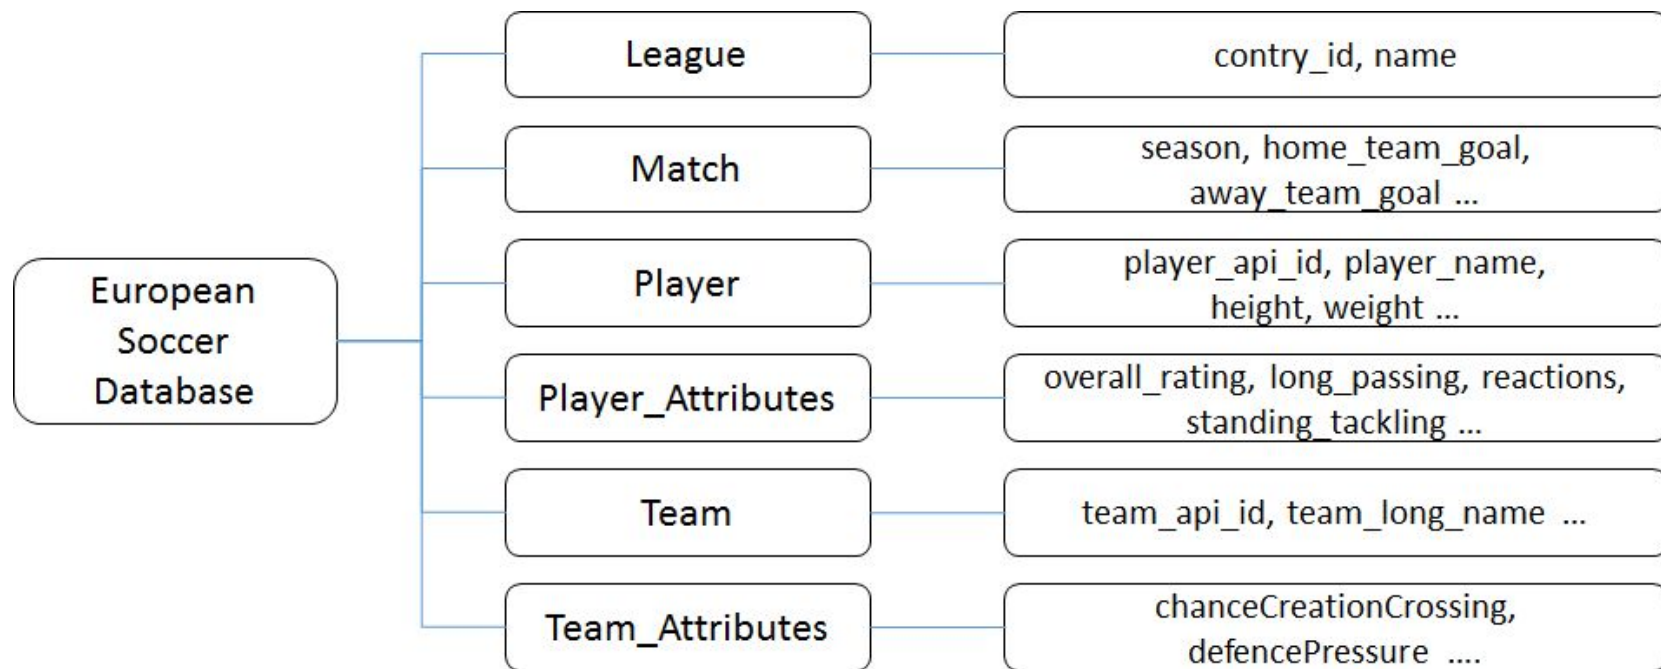 League
contry_id, name
Match
season, home_team_goal,
away_team_goal ...
European
Soccer
Database
Player
player_api_id, player_name,
height, weight ...
Player_Attributes
overall_rating, long_passing, reactions,
standing_tackling ...
Team
team_api_id, team_long_name ...
Team_Attributes
chanceCreationCrossing,
defencePressure ....